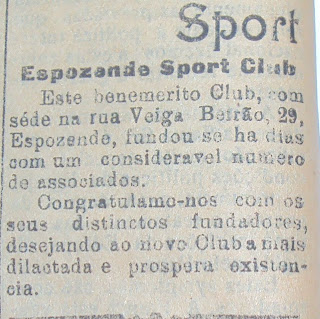 Sport
Espozende Sport Club
Este benemerito Club, com
séde na rua Veiga Beirão, 29,
Espozende, fundou se ha dias
com um consideravel numero
de associados.
Congratulamo-nos com os
seus distinctos fundadores,
desejando ao novo Club a mais
dilactada e prospera existen-
cia.